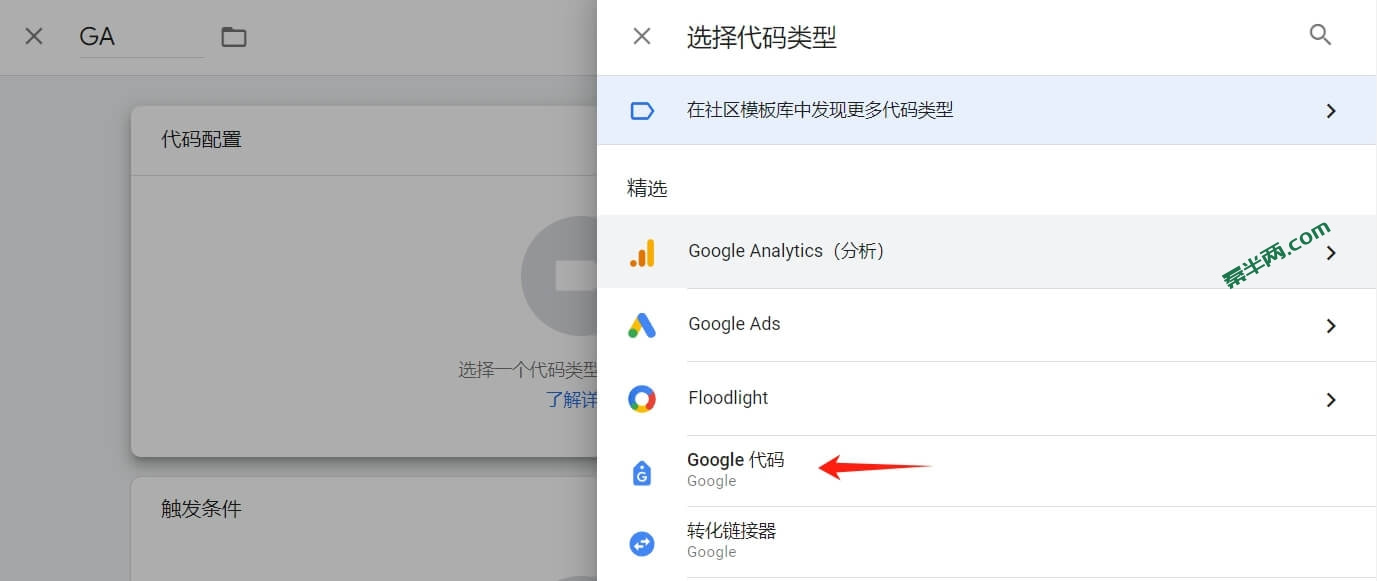 GA
代码配置
选择一个代码类型
了解详
触发条件
选择代码类型
在社区模板库中发现更多代码类型
精选
Google Analytics（分析）
秦半两.com
Google Ads
Floodlight
Google 代码
Google
转化链接器
Google